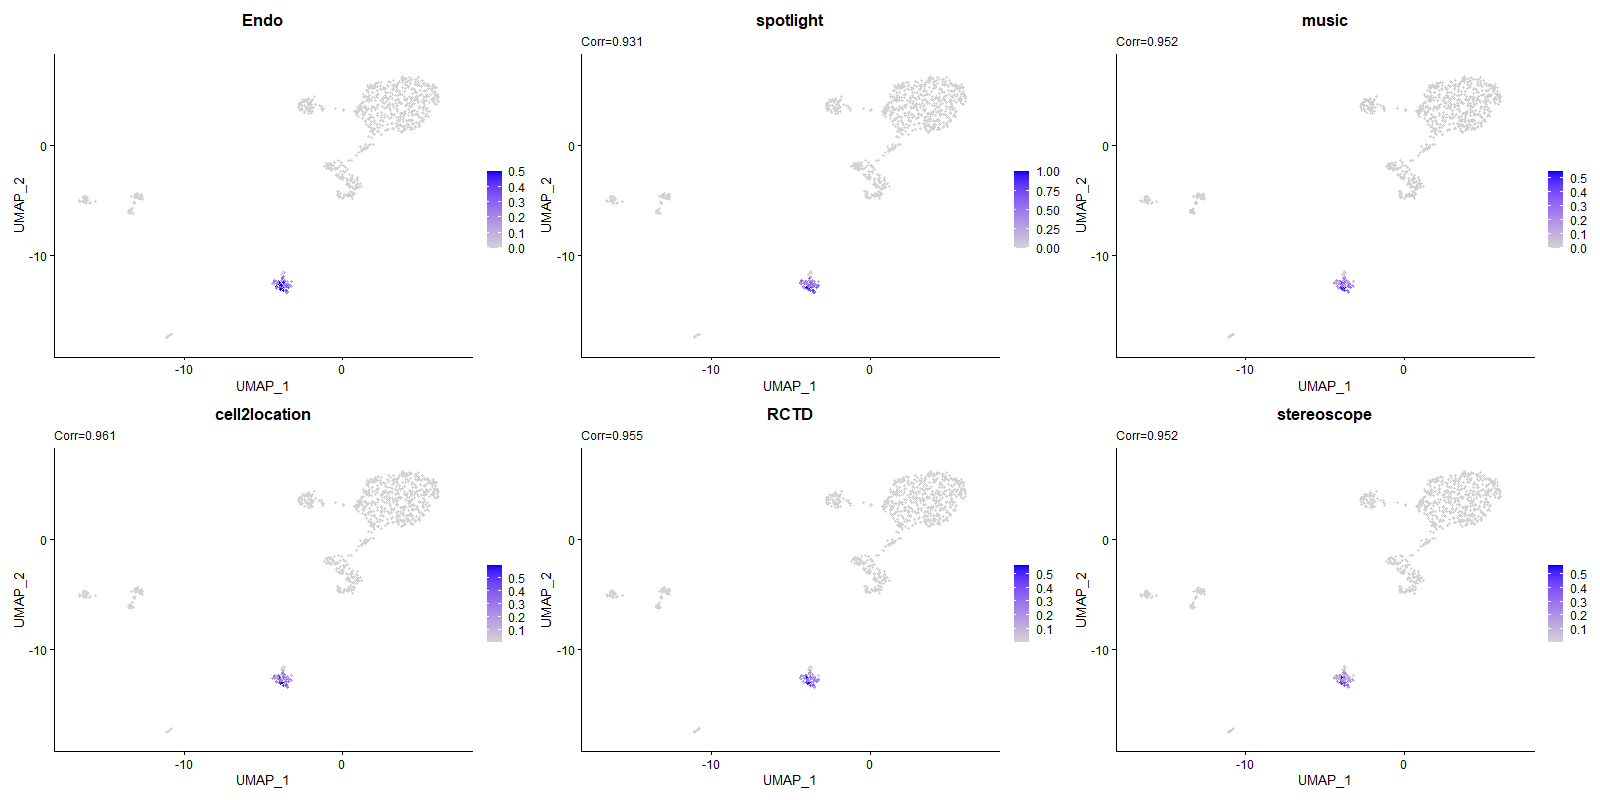 Endo
UMAP_2
0
-10
-10
0
UMAP_1
0.5
0.4
0.3
0.2
0.1
0.0
spotlight
Corr=0.931
UMAP_2
0
-10
-10
0
UMAP_1
1.00
0.75
0.50
0.25
0.00
music
Corr=0.952
UMAP_2
0
-10
-10
0
UMAP_1
0.5
0.4
0.3
0.2
0.1
0.0
cell2location
Corr=0.961
UMAP_2
0
-10
-10
0
UMAP_1
0.5
0.4
0.3
0.2
0.1
RCTD
Corr=0.955
UMAP_2
0
-10
-10
0
UMAP_1
0.5
0.4
0.3
0.2
0.1
stereoscope
Corr=0.952
UMAP_2
0
-10
-10
0
UMAP_1
0.5
0.4
0.3
0.2
0.1